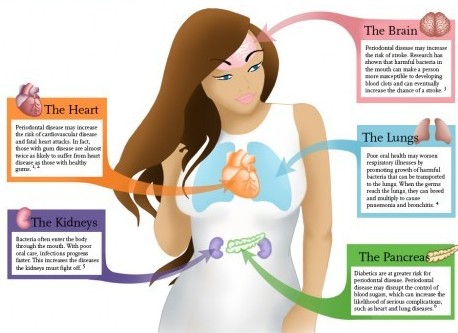 The Brain
Periodontal disease may increase
the risk of stroke. Research has
shown that harmful bacteria in
the mouth can make a person
more susceptible to developing
blood clots and can eventually
increase the chance of a stroke. 3
The Heart
Periodontal disease may increase
the risk of cardiovascular disease
and fatal heart attacks. In fact,
those with gum disease are almost
twice as likely to suffer from heart
disease as those with healthy
gums. 1, 2
The Lungs
Poor oral health may worsen
respiratory illnesses by
promoting growth of harmful
bacteria that can be transported
to the lungs. When the germs
reach the lungs, they can breed
and multiply to cause
pnuemonia and bronchitis. 4
The Kidneys
Bacteria often enter the body
through the mouth. With poor
oral care, infections progress
faster. This increases the diseases
the kidneys must fight off. 5
The Pancreas
Diabetics are at greater risk for
periodontal disease. Periodontal
disease may disrupt the control of
blood sugars, which can increase the
likelihood of serious complications,
such as heart and lung diseases. 6